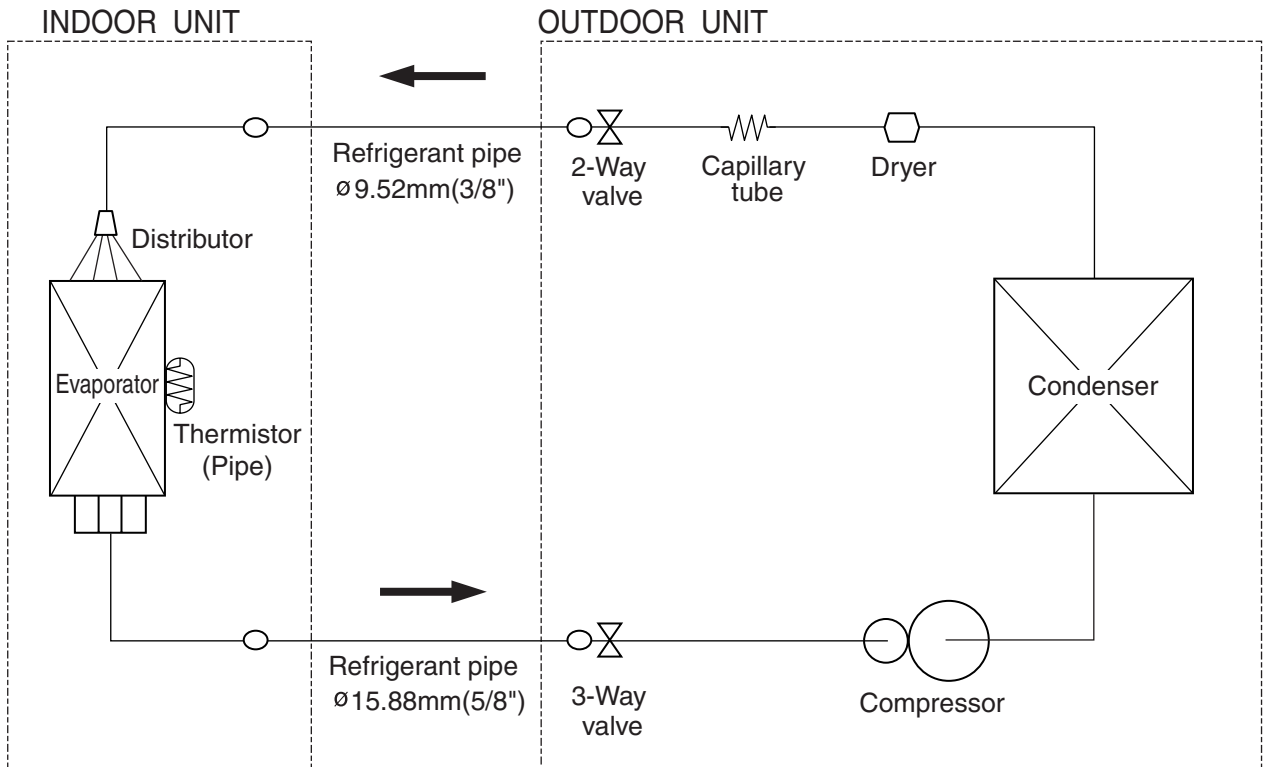 INDOOR UNIT
OUTDOOR UNIT
Refrigerant pipe
ø9.52mm(3/8")
2-Way
valve
Capillary
tube
Dryer
Distributor
Evaporator
Thermistor
(Pipe)
Condenser
Refrigerant pipe
ø15.88mm(5/8")
3-Way
valve
Compressor